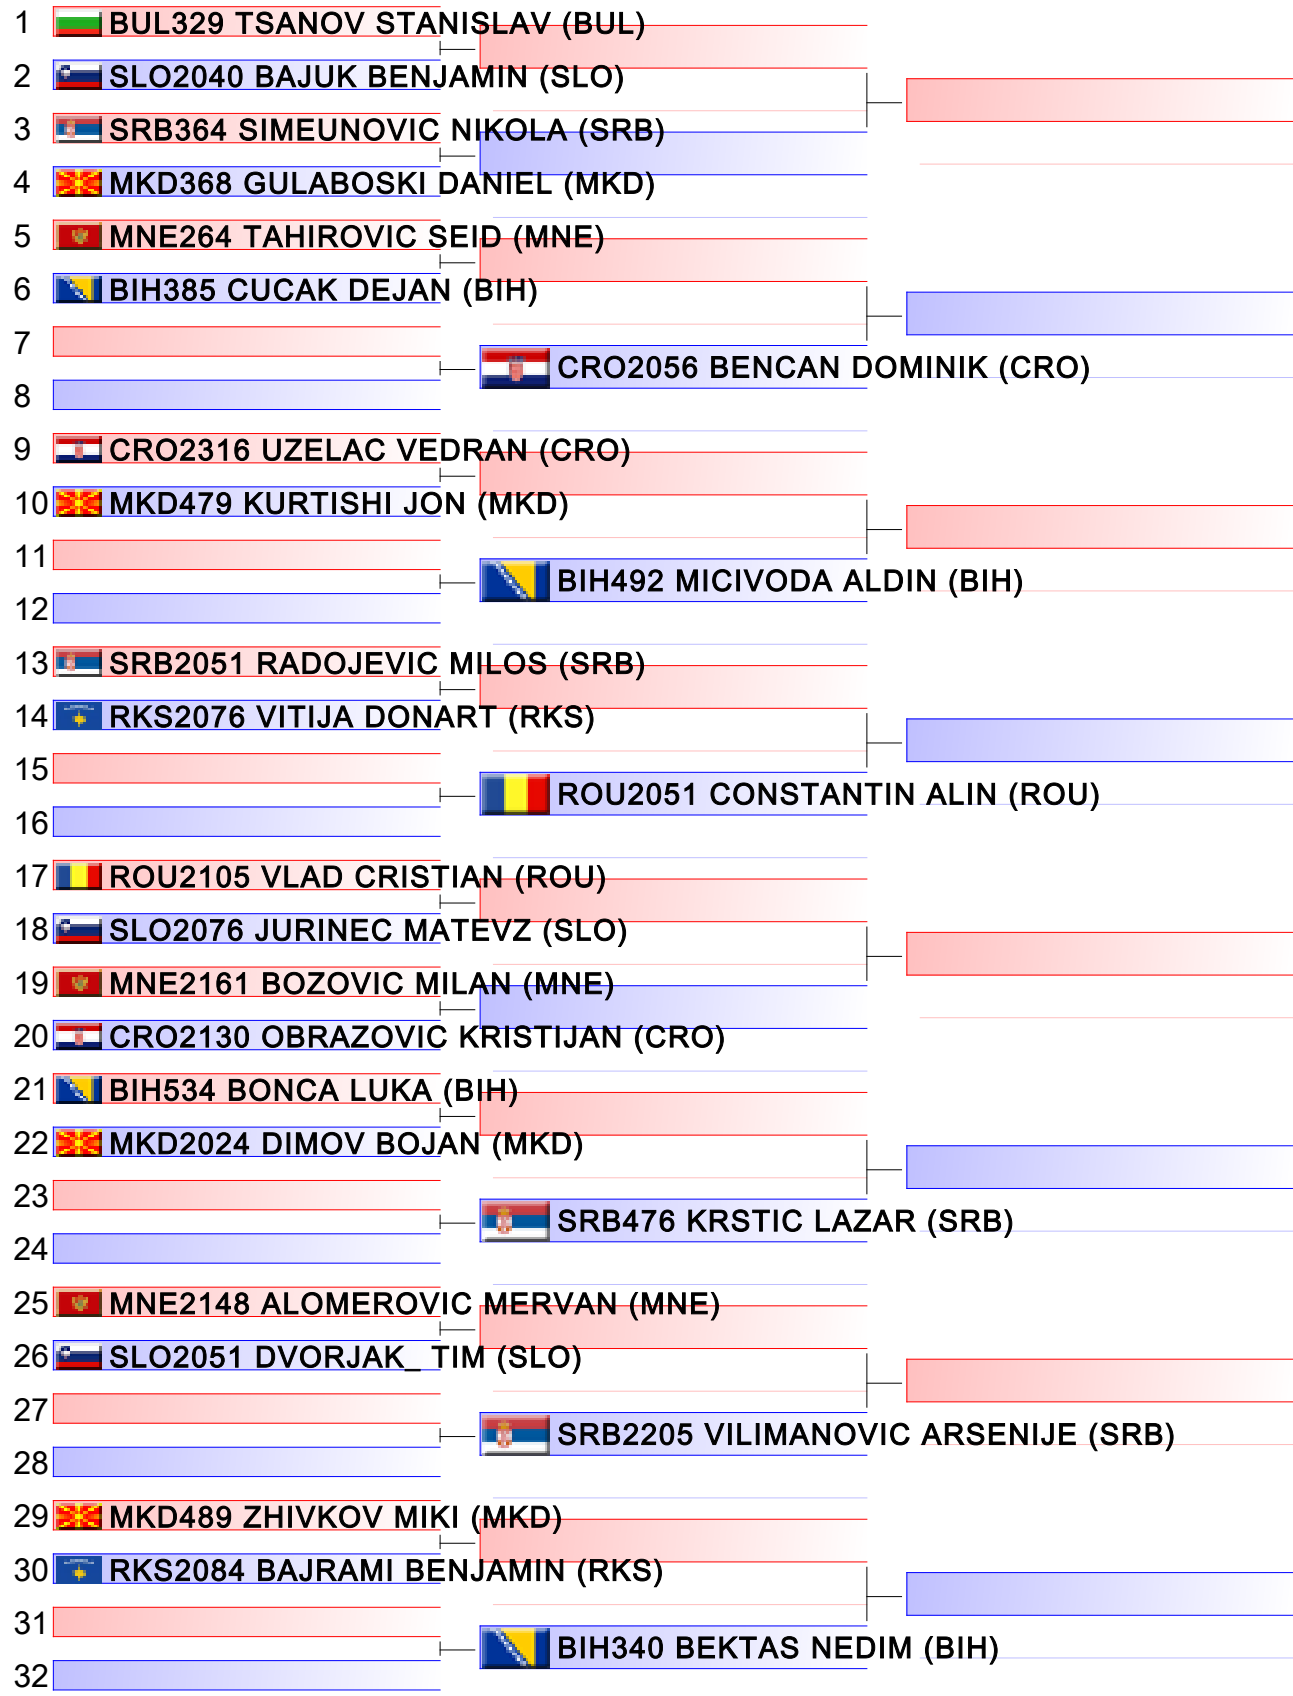 1 BUL329 TSANOV STANISLAV (BUL)
2 SLO2040 BAJUK BENJAMIN (SLO)
3 SRB364 SIMEUNOVIC NIKOLA (SRB)
4 MKD368 GULABOSKI DANIEL (MKD)
5 MNE264 TAHIROVIC SEID (MNE)
6 BIH385 CUCAK DEJAN (BIH)
7
CRO2056 BENCAN DOMINIK (CRO)
8
9 CRO2316 UZELAC VEDRAN (CRO)
10 MKD479 KURTISHI JON (MKD)
11
BIH492 MICIVODA ALDIN (BIH)
12
13 SRB2051 RADOJEVIC MILOS (SRB)
14 RKS2076 VITIJA DONART (RKS)
15
ROU2051 CONSTANTIN ALIN (ROU)
16
17 ROU2105 VLAD CRISTIAN (ROU)
18 SLO2076 JURINEC MATEVZ (SLO)
19 MNE2161 BOZOVIC MILAN (MNE)
20 CRO2130 OBRAZOVIC KRISTIJAN (CRO)
21 BIH534 BONCA LUKA (BIH)
22 MKD2024 DIMOV BOJAN (MKD)
23
SRB476 KRSTIC LAZAR (SRB)
24
25 MNE2148 ALOMEROVIC MERVAN (MNE)
26 SLO2051 DVORJAK_ TIM (SLO)
27
SRB2205 VILIMANOVIC ARSENIJE (SRB)
28
29 MKD489 ZHIVKOV MIKI (MKD)
30 RKS2084 BAJRAMI BENJAMIN (RKS)
31
BIH340 BEKTAS NEDIM (BIH)
32